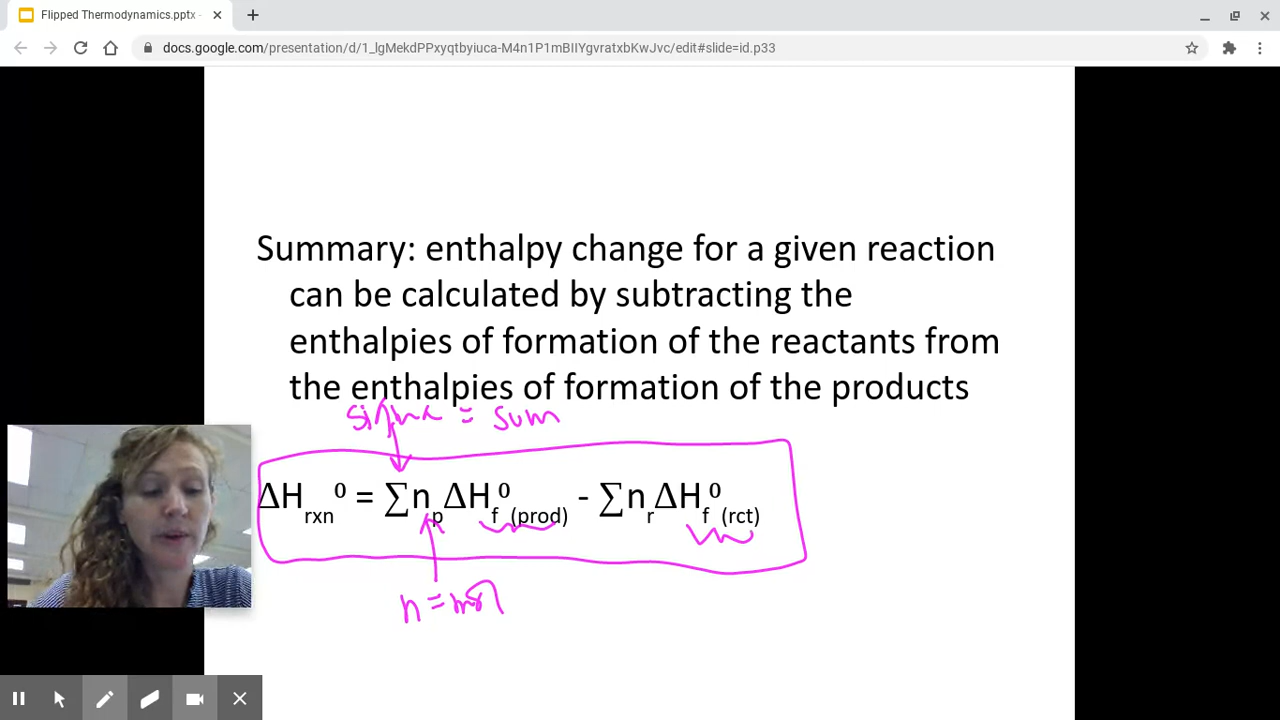 Flipped Thermodynamics.pptx -
docs.google.com/presentation/d/1_lgMekdPPxyqtbyiuca-M4n1P1mBIIYgvratxbKwJvc/edit#slide=id.p33
Summary: enthalpy change for a given reaction
can be calculated by subtracting the
enthalpies of formation of the reactants from
the enthalpies of formation of the products
sigma = sum
ΔHrxn⁰ = ∑npΔHf⁰(prod) - ∑nrΔHf⁰(rct)
n = mol